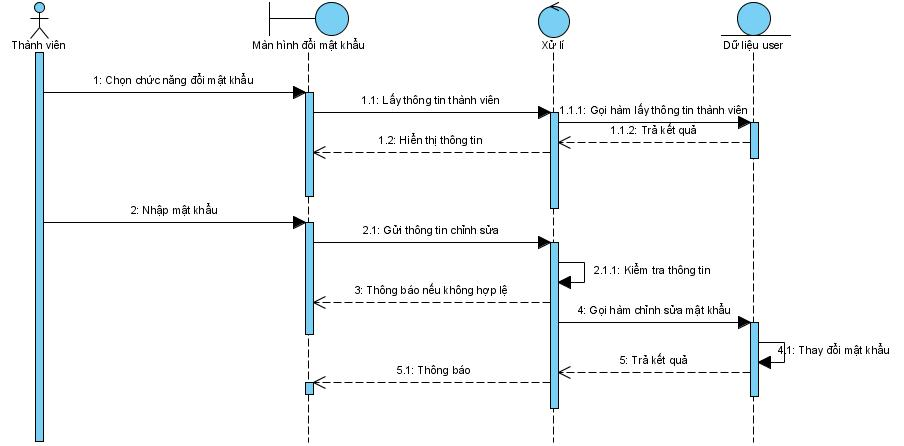 Thành viên
Màn hình đổi mật khẩu
Xử lí
Dữ liệu user
1: Chọn chức năng đổi mật khẩu
1.1: Lấy thông tin thành viên
1.1.1: Gọi hàm lấy thông tin thành viên
1.1.2: Trả kết quả
1.2: Hiển thị thông tin
2: Nhập mật khẩu
2.1: Gửi thông tin chỉnh sửa
2.1.1: Kiểm tra thông tin
3: Thông báo nếu không hợp lệ
4: Gọi hàm chỉnh sửa mật khẩu
4.1: Thay đổi mật khẩu
5: Trả kết quả
5.1: Thông báo